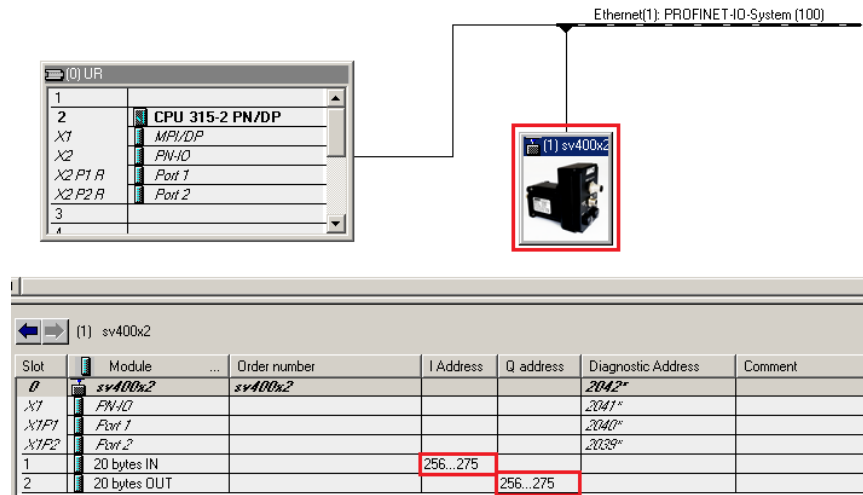 Ethernet(1): PROFINET-IO-System (100)
(0) UR
1
2 CPU 315-2 PN/DP
X1 MPI/DP
X2 PN-IO
X2 P1 R Port 1
X2 P2 R Port 2
3
4
(1) sv400x2
(1) sv400x2
Slot Module ... Order number I Address Q address Diagnostic Address Comment
0 sv400x2 sv400x2 2042*
X1 PN-IO 2041*
X1P1 Port 1 2040*
X1P2 Port 2 2039*
1 20 bytes IN 256...275
2 20 bytes OUT 256...275